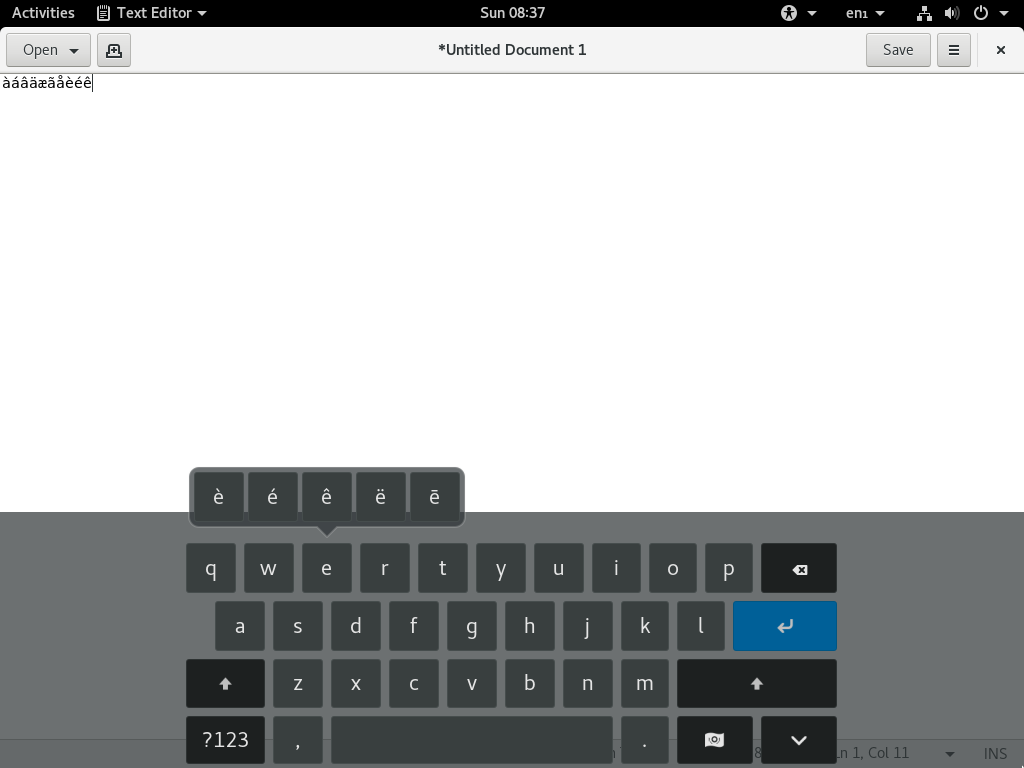 Activities Text Editor Sun 08:37 en₁
Open *Untitled Document 1 Save
àáâäæãåèéê
è é ê ë ē
q w e r t y u i o p
a s d f g h j k l
z x c v b n m
?123 , .
Ln 1, Col 11 INS